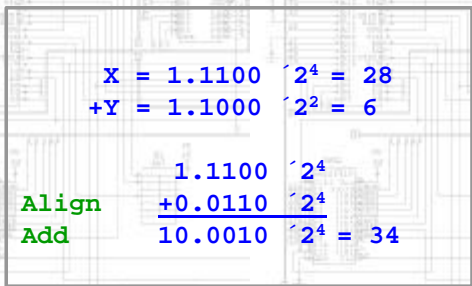 X = 1.1100 ´2⁴ = 28
+Y = 1.1000 ´2² = 6
1.1100 ´2⁴
Align +0.0110 ´2⁴
Add 10.0010 ´2⁴ = 34